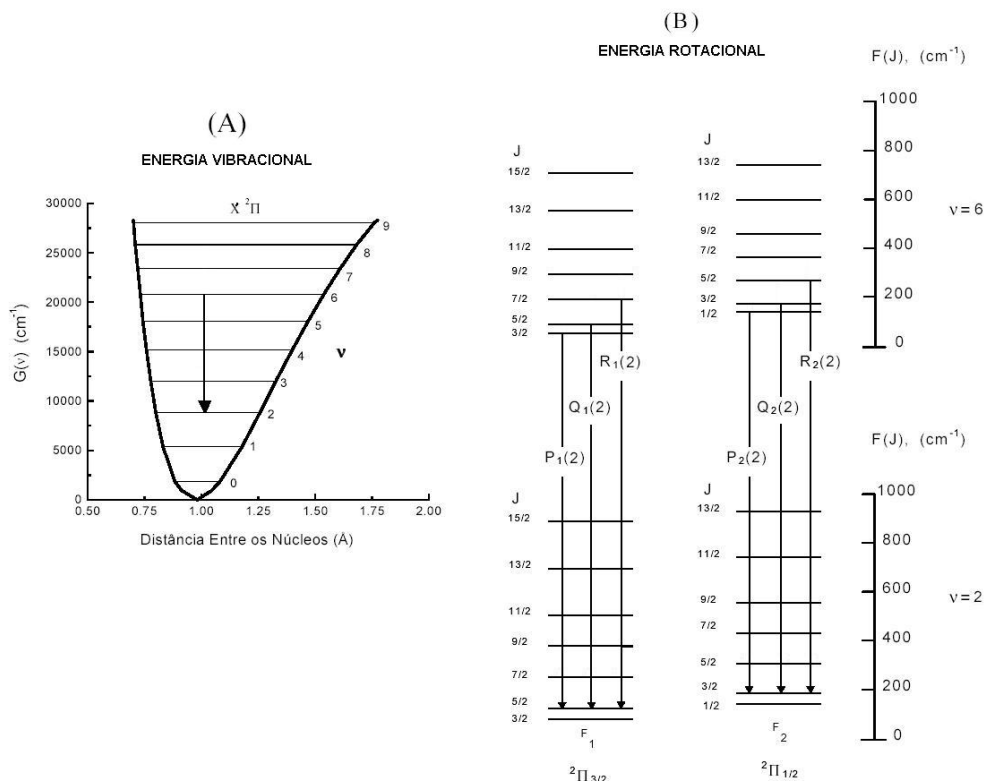 (A)
ENERGIA VIBRACIONAL
X ²Π
30000
25000
20000
15000
10000
5000
0
G(ν) (cm⁻¹)
9
8
7
6
5
4
3
2
1
0
ν
0.50 0.75 1.00 1.25 1.50 1.75 2.00
Distância Entre os Núcleos (Å)
(B)
ENERGIA ROTACIONAL
F(J), (cm⁻¹)
1000
800
600
400
200
0
ν=6
J
15/2
13/2
11/2
9/2
7/2
5/2
3/2
J
13/2
11/2
9/2
7/2
5/2
3/2
1/2
R₁(2)
Q₁(2)
P₁(2)
R₂(2)
Q₂(2)
P₂(2)
F(J), (cm⁻¹)
1000
800
600
400
200
0
ν=2
J
15/2
13/2
11/2
9/2
7/2
5/2
3/2
F₁
²Π₃/₂
J
13/2
11/2
9/2
7/2
5/2
3/2
1/2
F₂
²Π₁/₂